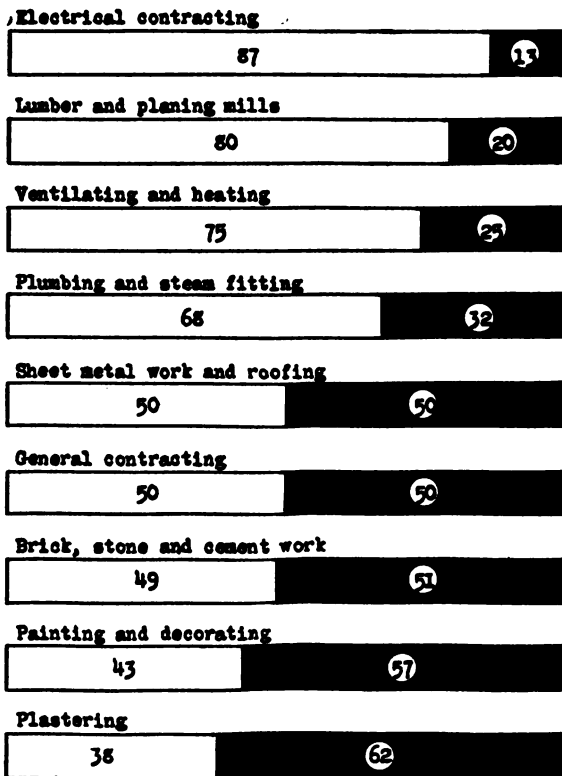 Electrical contracting
87 13
Lumber and planing mills
80 20
Ventilating and heating
75 25
Plumbing and steam fitting
68 32
Sheet metal work and roofing
50 50
General contracting
50 50
Brick, stone and cement work
49 51
Painting and decorating
43 57
Plastering
38 62